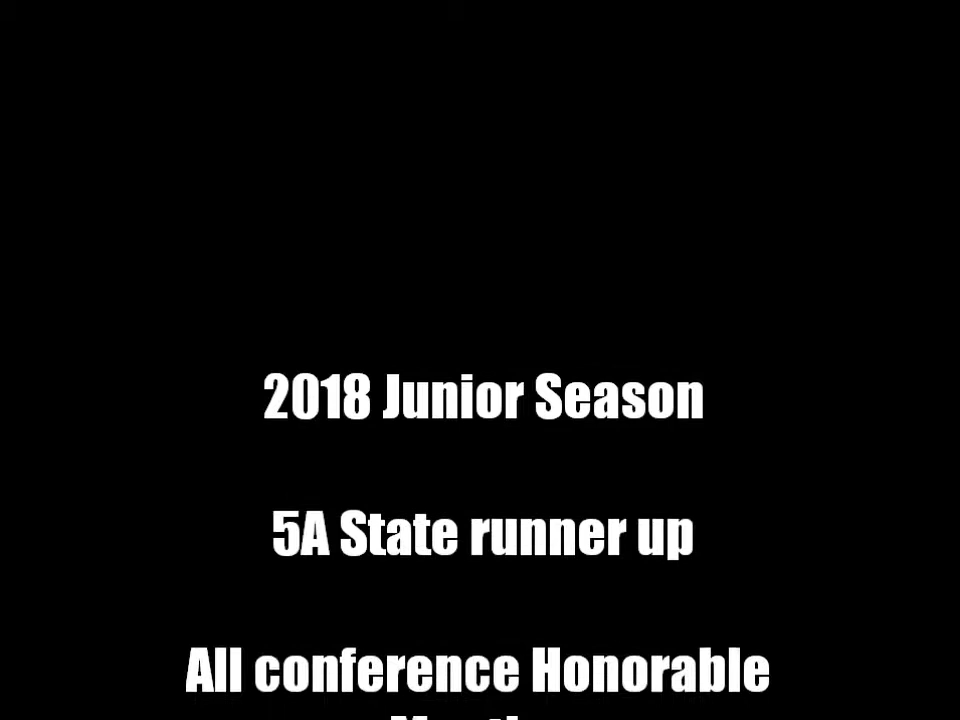 2018 Junior Season
5A State runner up
All conference Honorable